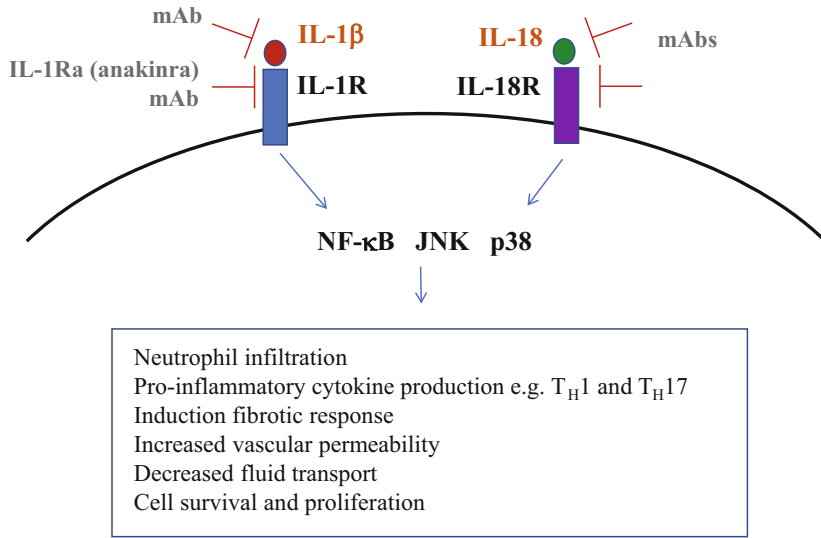 mAb
IL-1β
IL-18
mAbs
IL-1Ra (anakinra)
mAb
IL-1R
IL-18R
NF-κB JNK p38
Neutrophil infiltration
Pro-inflammatory cytokine production e.g. TH1 and TH17
Induction fibrotic response
Increased vascular permeability
Decreased fluid transport
Cell survival and proliferation